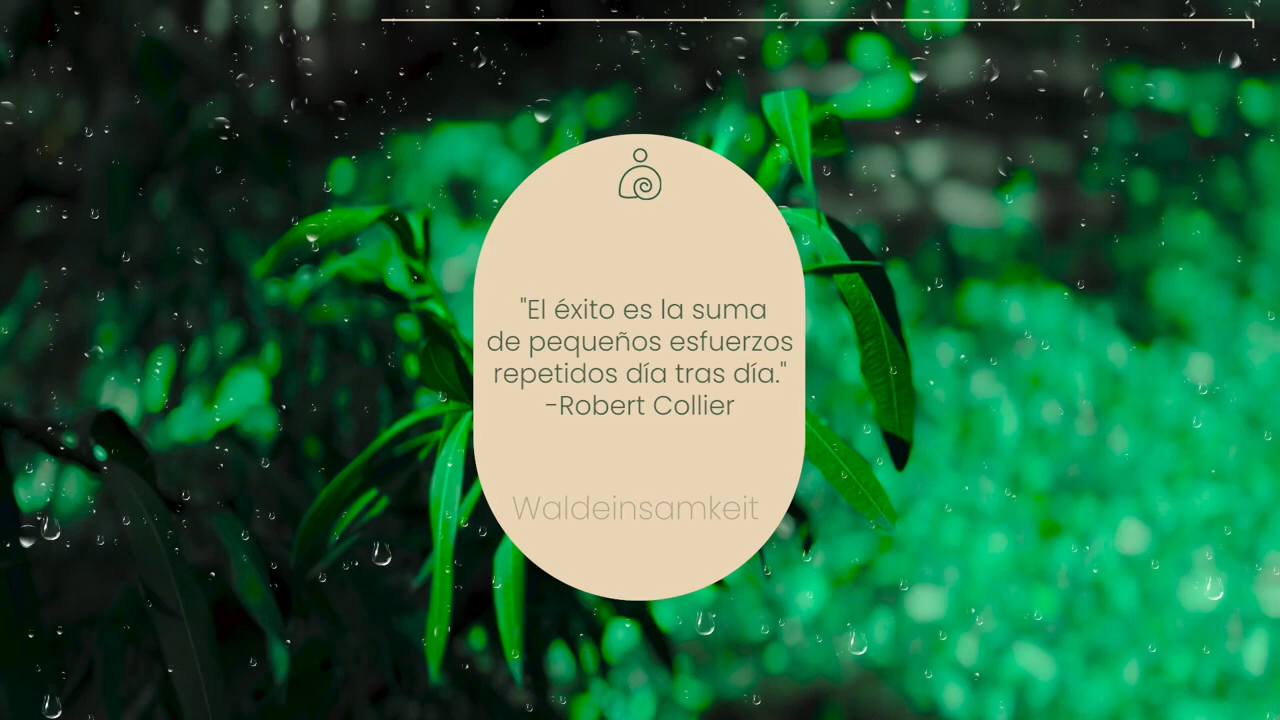 "El éxito es la suma
de pequeños esfuerzos
repetidos día tras día."
-Robert Collier
Waldeinsamkeit